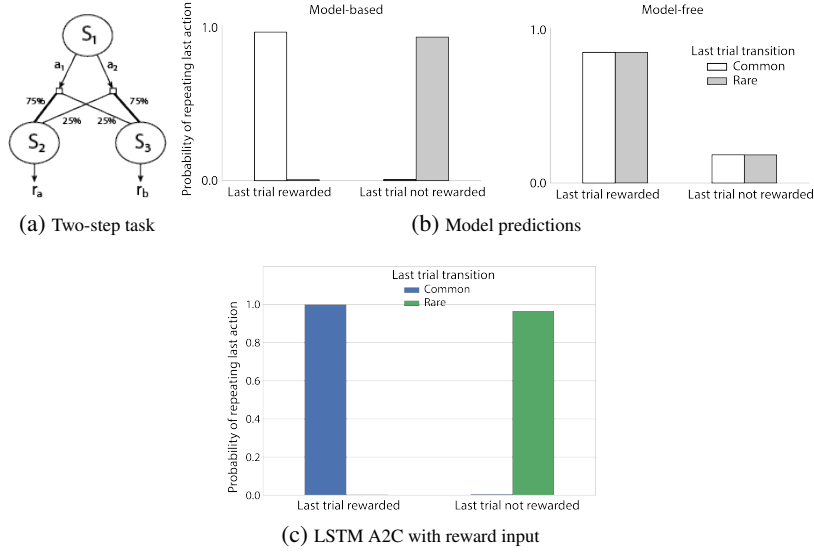 S1
a1
a2
75%
75%
25%
25%
S2
S3
ra
rb
(a) Two-step task
Model-based
Probability of repeating last action
1.0
0.0
Last trial rewarded
Last trial not rewarded
Model-free
1.0
0.0
Last trial transition
Common
Rare
Last trial rewarded
Last trial not rewarded
(b) Model predictions
Last trial transition
Common
Rare
Probability of repeating last action
1.0
0.8
0.6
0.4
0.2
0.0
Last trial rewarded
Last trial not rewarded
(c) LSTM A2C with reward input